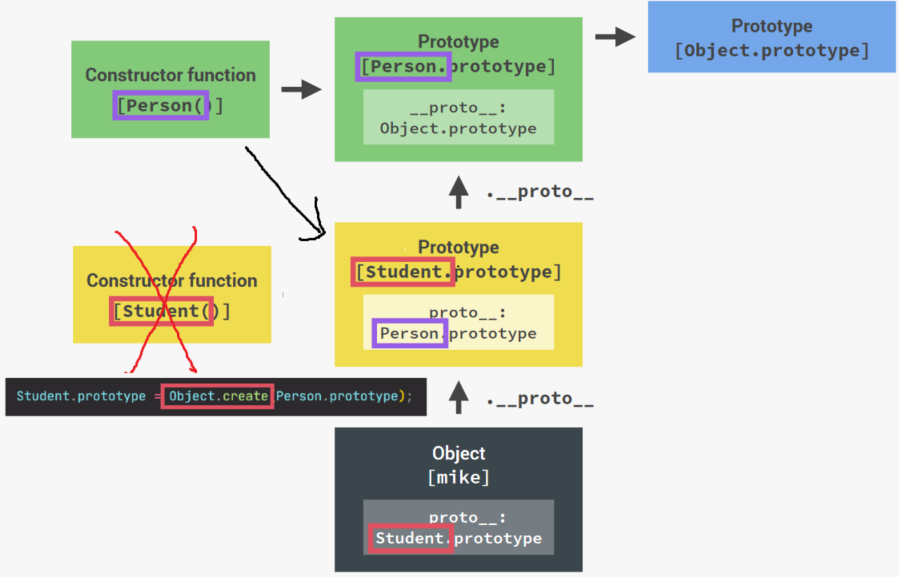 Prototype
[Object.prototype]
Prototype
[Person.prototype]
__proto__:
Object.prototype
Constructor function
[Person()]
.__proto__
Prototype
[Student.prototype]
proto__:
Person.prototype
Constructor function
[Student()]
Student.prototype = Object.create(Person.prototype);
.__proto__
Object
[mike]
proto__:
Student.prototype